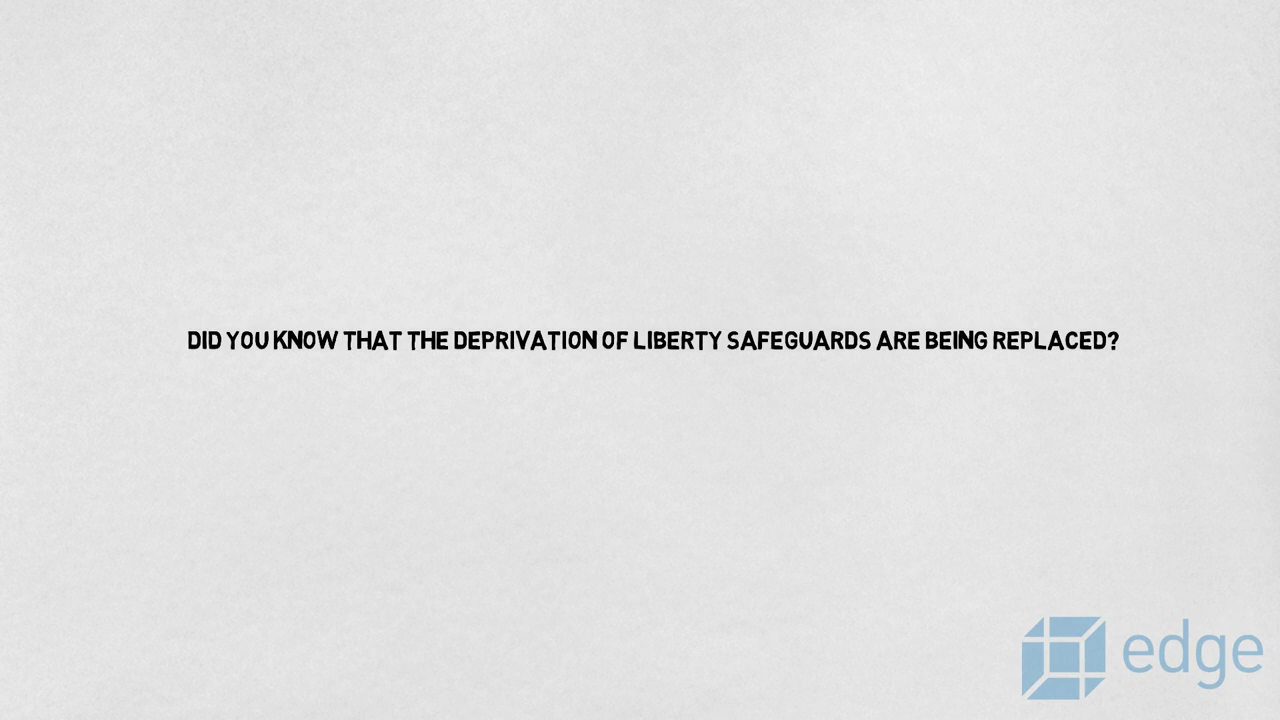 DID YOU KNOW THAT THE DEPRIVATION OF LIBERTY SAFEGUARDS ARE BEING REPLACED?
edge